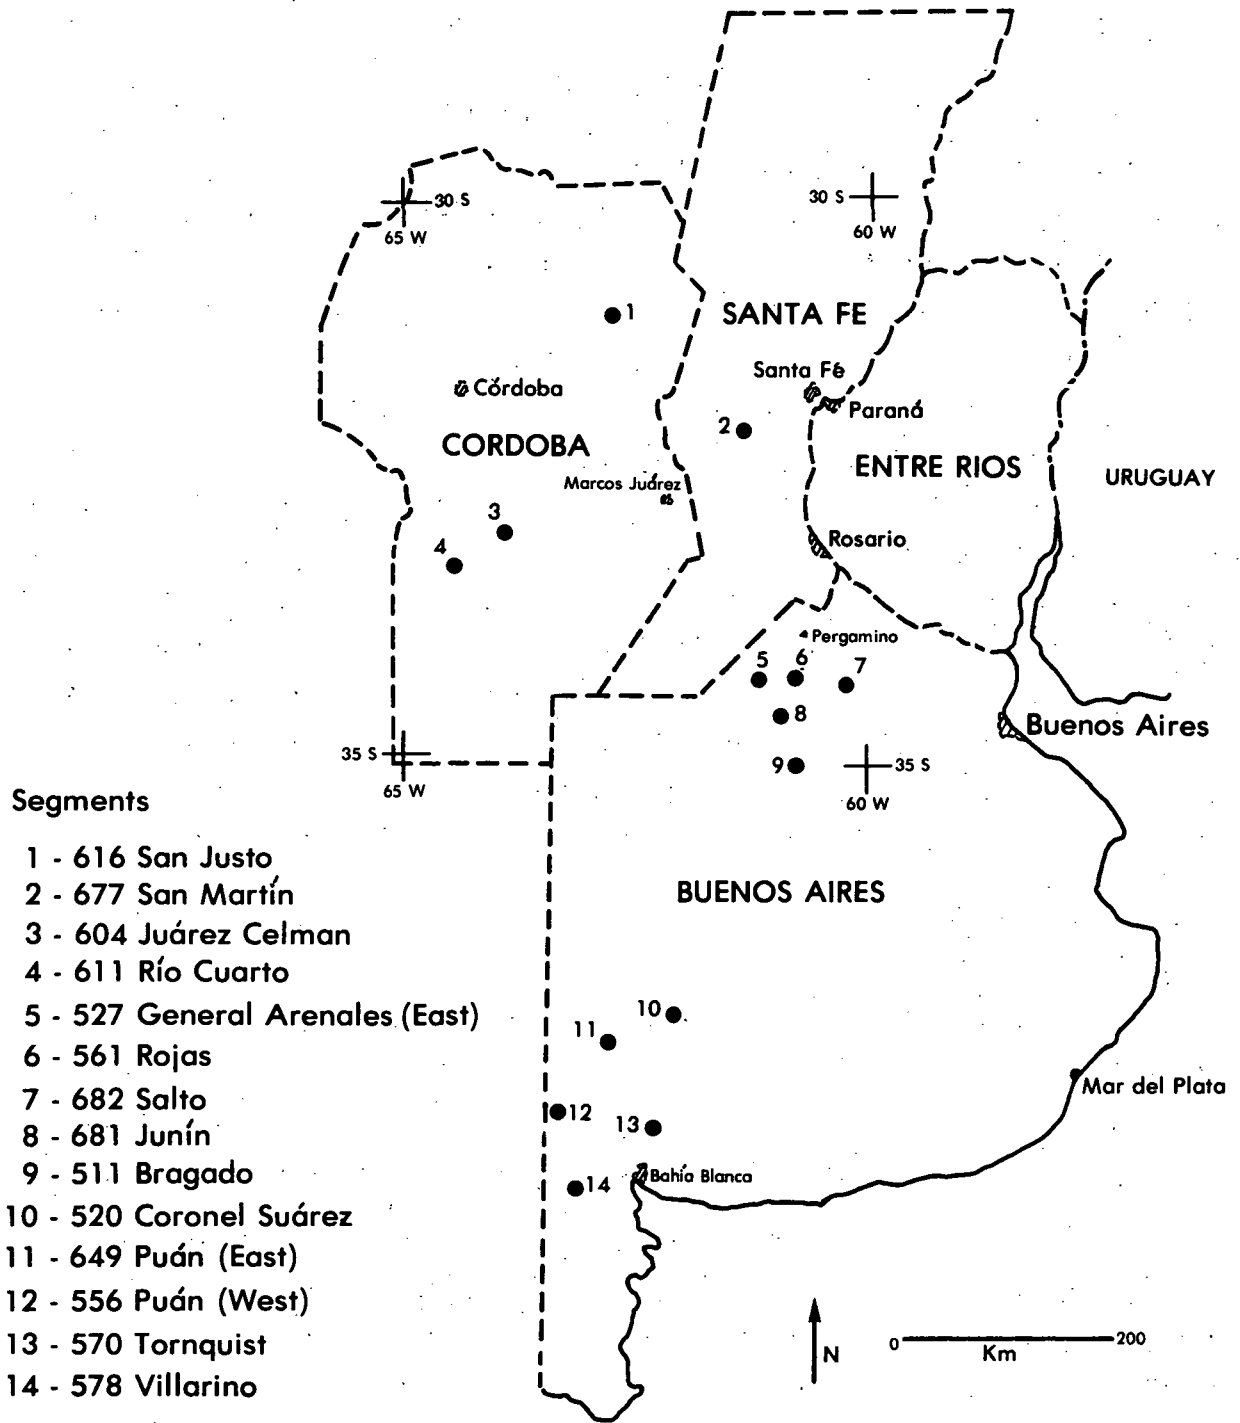 30 S
65 W
30 S
60 W
1
SANTA FE
Santa Fé
Córdoba
Paraná
2
CORDOBA
ENTRE RIOS
URUGUAY
Marcos Juárez
3
Rosario
4
Pergamino
5
6
7
8
Buenos Aires
35 S
65 W
9
35 S
60 W
BUENOS AIRES
10
11
12
13
Mar del Plata
Bahía Blanca
14
N
0
200
Km
Segments
1 - 616 San Justo
2 - 677 San Martín
3 - 604 Juárez Celman
4 - 611 Río Cuarto
5 - 527 General Arenales (East)
6 - 561 Rojas
7 - 682 Salto
8 - 681 Junín
9 - 511 Bragado
10 - 520 Coronel Suárez
11 - 649 Puán (East)
12 - 556 Puán (West)
13 - 570 Tornquist
14 - 578 Villarino